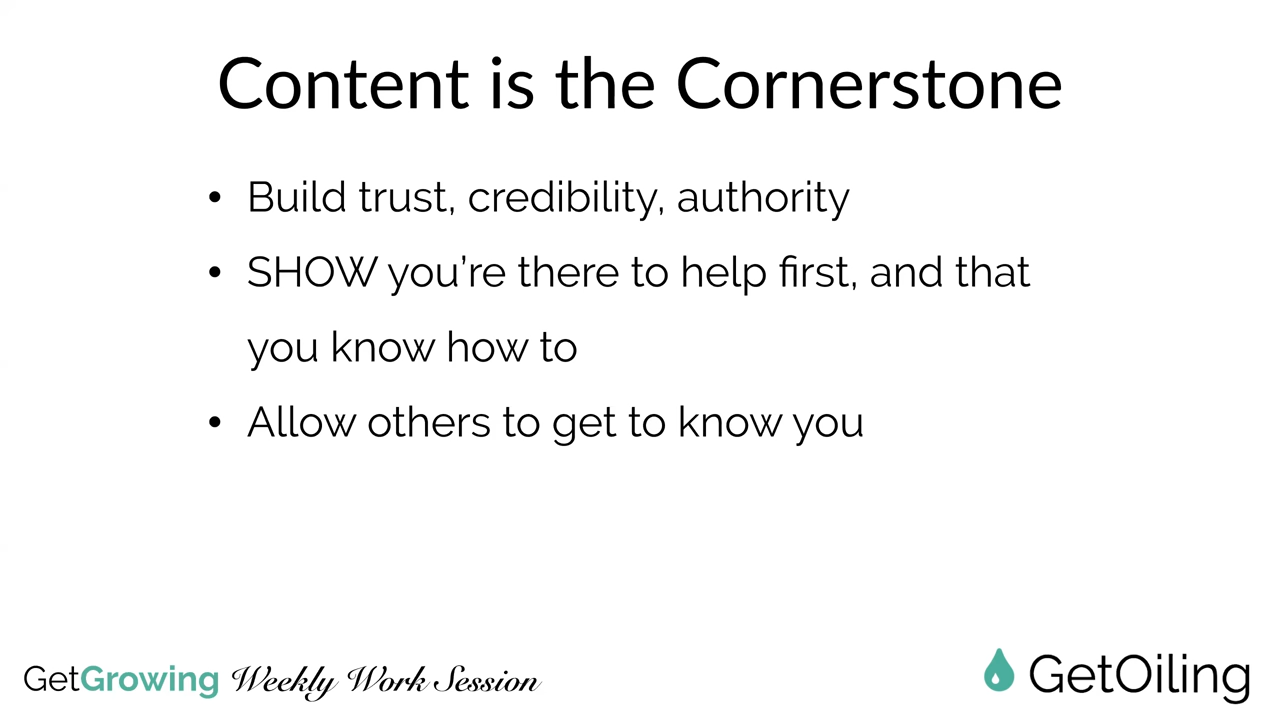 Content is the Cornerstone
• Build trust, credibility, authority
• SHOW you’re there to help first, and that
you know how to
• Allow others to get to know you
GetGrowing Weekly Work Session
GetOiling